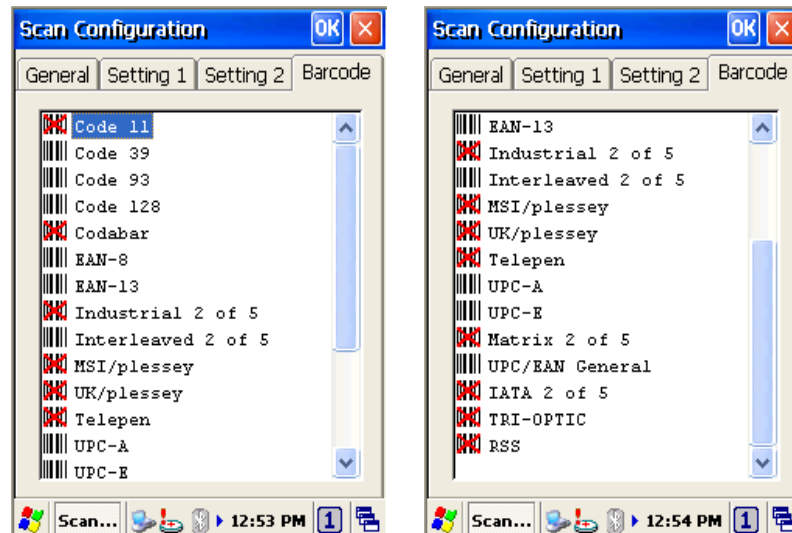 Scan Configuration OK
General Setting 1 Setting 2 Barcode
Code 11
Code 39
Code 93
Code 128
Codabar
EAN-8
EAN-13
Industrial 2 of 5
Interleaved 2 of 5
MSI/plessey
UK/plessey
Telepen
UPC-A
UPC-E
Scan... 12:53 PM 1
Scan Configuration OK
General Setting 1 Setting 2 Barcode
EAN-13
Industrial 2 of 5
Interleaved 2 of 5
MSI/plessey
UK/plessey
Telepen
UPC-A
UPC-E
Matrix 2 of 5
UPC/EAN General
IATA 2 of 5
TRI-OPTIC
RSS
Scan... 12:54 PM 1